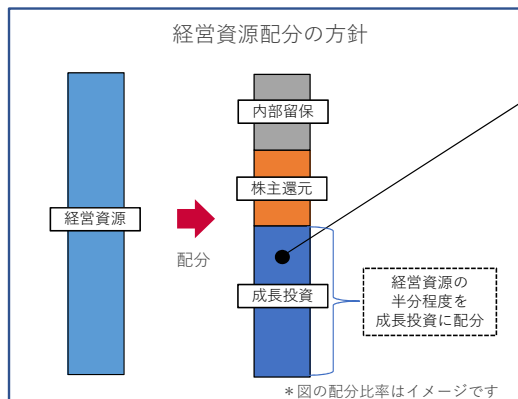 経営資源配分の方針
内部留保
株主還元
経営資源
配分
成長投資
経営資源の
半分程度を
成長投資に配分
＊図の配分比率はイメージです